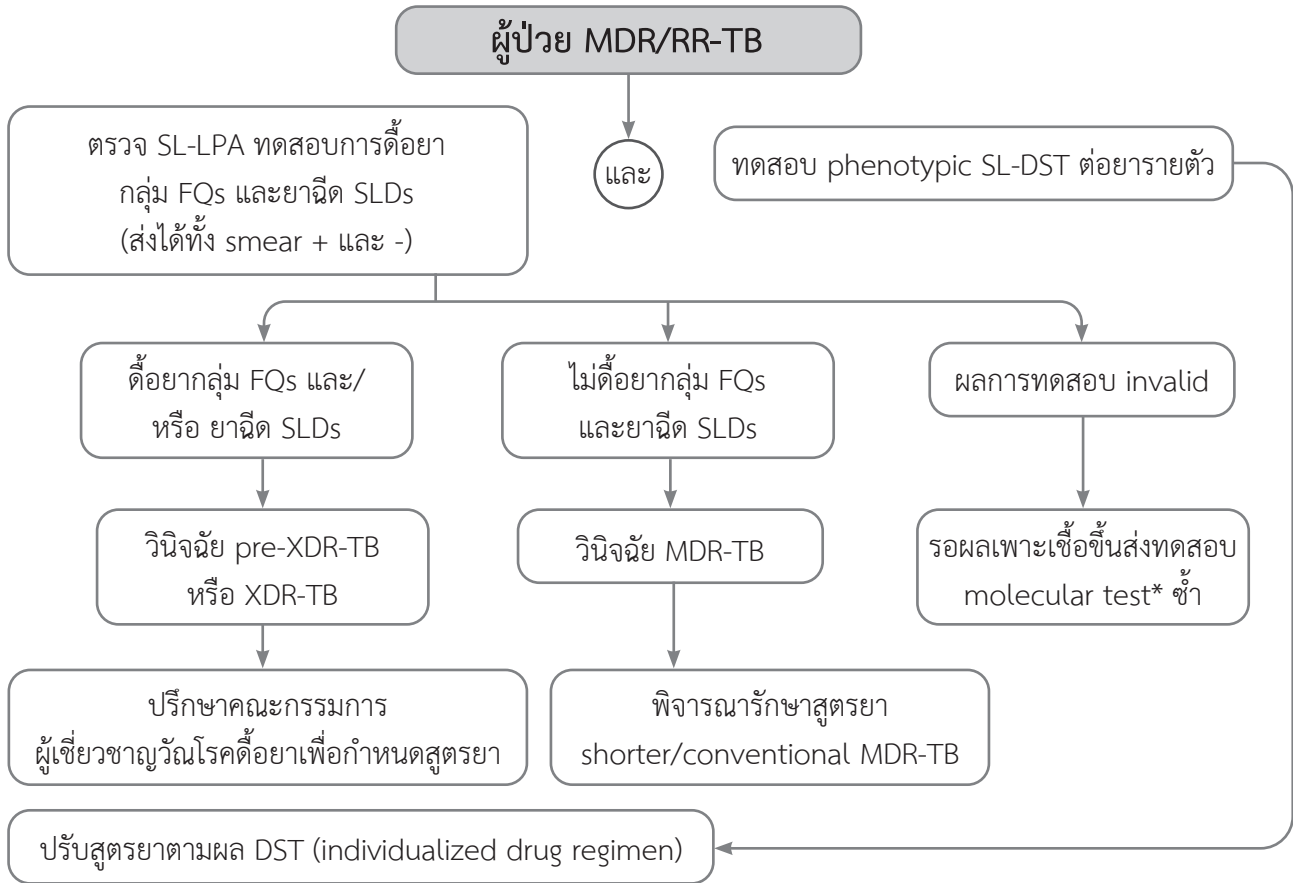 ผู้ป่วย MDR/RR-TB
ตรวจ SL-LPA ทดสอบการดื้อยา
กลุ่ม FQs และยาฉีด SLDs
(ส่งได้ทั้ง smear + และ -)
และ
ทดสอบ phenotypic SL-DST ต่อยารายตัว
ดื้อยากลุ่ม FQs และ/
หรือ ยาฉีด SLDs
ไม่ดื้อยากลุ่ม FQs
และยาฉีด SLDs
ผลการทดสอบ invalid
วินิจฉัย pre-XDR-TB
หรือ XDR-TB
วินิจฉัย MDR-TB
รอผลเพาะเชื้อขึ้นส่งทดสอบ
molecular test* ซ้ำ
ปรึกษาคณะกรรมการ
ผู้เชี่ยวชาญวัณโรคดื้อยาเพื่อกำหนดสูตรยา
พิจารณารักษาสูตรยา
shorter/conventional MDR-TB
ปรับสูตรยาตามผล DST (individualized drug regimen)